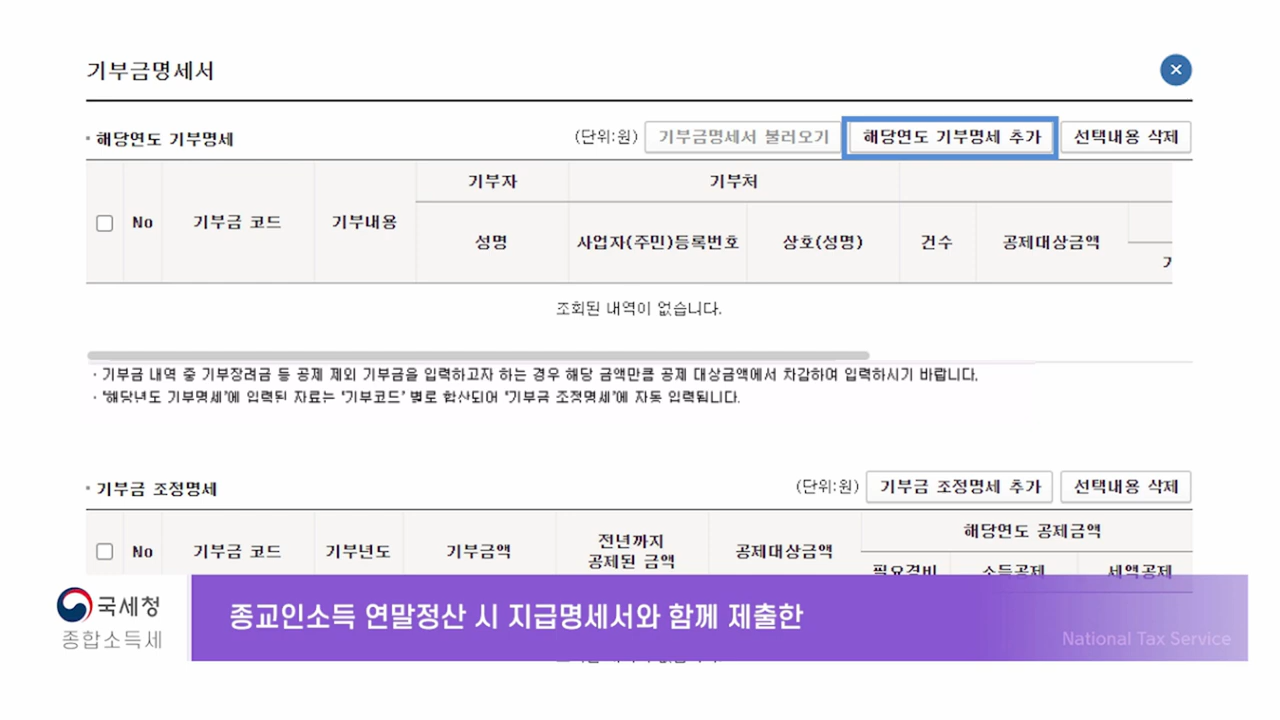 기부금명세서
· 해당연도 기부명세
(단위:원) 기부금명세서 불러오기 해당연도 기부명세 추가 선택내용 삭제
No 기부금 코드 기부내용 기부자 기부처
성명 사업자(주민)등록번호 상호(성명) 건수 공제대상금액
조회된 내역이 없습니다.
· 기부금 내역 중 기부장려금 등 공제 제외 기부금을 입력하고자 하는 경우 해당 금액만큼 공제 대상금액에서 차감하여 입력하시기 바랍니다.
· '해당년도 기부명세'에 입력된 자료는 '기부코드' 별로 합산되어 '기부금 조정명세'에 자동 입력됩니다.
· 기부금 조정명세
(단위:원) 기부금 조정명세 추가 선택내용 삭제
No 기부금 코드 기부년도 기부금액 전년까지 공제된 금액 공제대상금액 해당연도 공제금액
필요경비 소득공제 세액공제
국세청
종합소득세
종교인소득 연말정산 시 지급명세서와 함께 제출한
National Tax Service